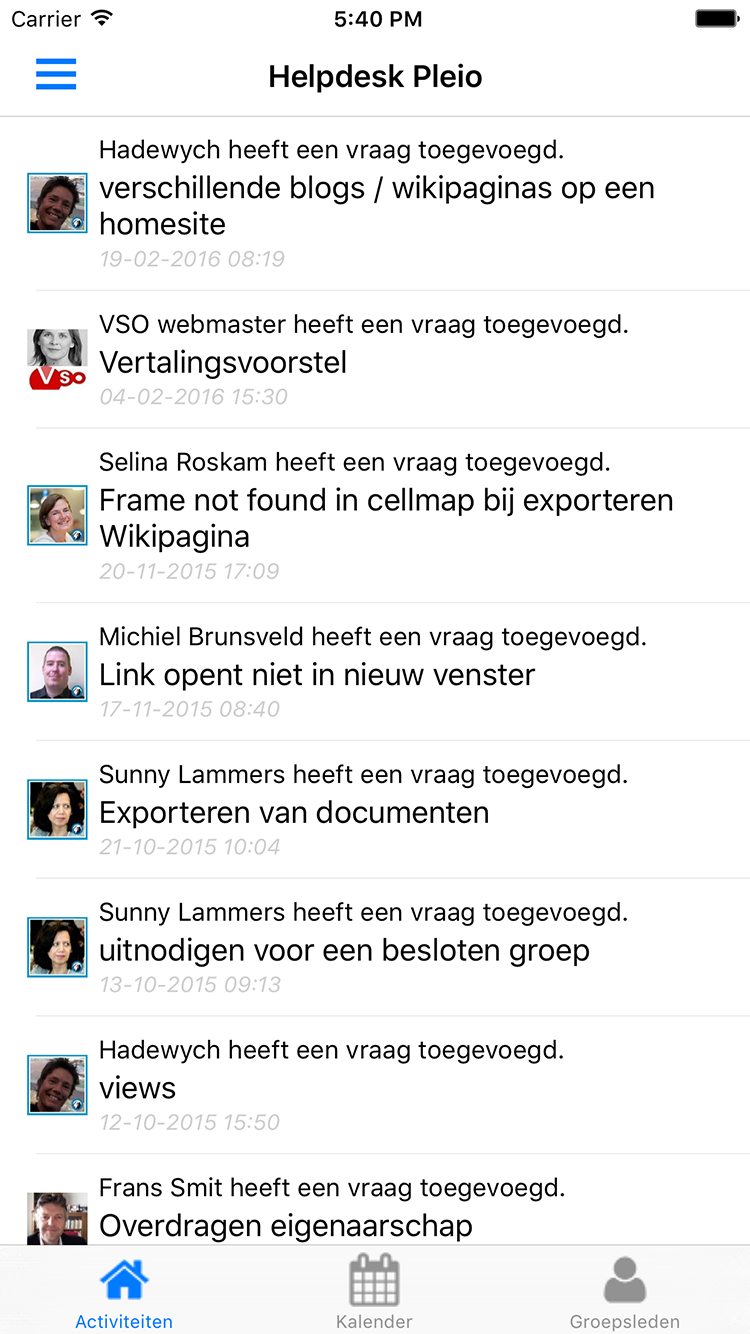 Carrier 5:40 PM
Helpdesk Pleio
Hadewych heeft een vraag toegevoegd.
verschillende blogs / wikipaginas op een
homesite
19-02-2016 08:19
VSO webmaster heeft een vraag toegevoegd.
Vertalingsvoorstel
VSO
04-02-2016 15:30
Selina Roskam heeft een vraag toegevoegd.
Frame not found in cellmap bij exporteren
Wikipagina
20-11-2015 17:09
Michiel Brunsveld heeft een vraag toegevoegd.
Link opent niet in nieuw venster
17-11-2015 08:40
Sunny Lammers heeft een vraag toegevoegd.
Exporteren van documenten
21-10-2015 10:04
Sunny Lammers heeft een vraag toegevoegd.
uitnodigen voor een besloten groep
13-10-2015 09:13
Hadewych heeft een vraag toegevoegd.
views
12-10-2015 15:50
Frans Smit heeft een vraag toegevoegd.
Overdragen eigenaarschap
Activiteiten Kalender Groepsleden